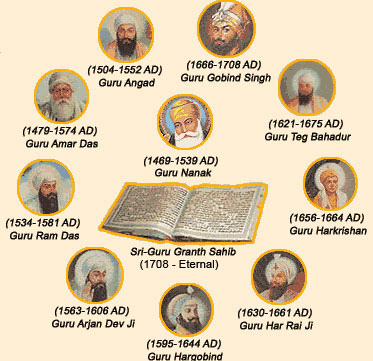 (1504-1552 AD)
Guru Angad
(1666-1708 AD)
Guru Gobind Singh
(1479-1574 AD)
Guru Amar Das
(1621-1675 AD)
Guru Teg Bahadur
(1469-1539 AD)
Guru Nanak
(1534-1581 AD)
Guru Ram Das
(1656-1664 AD)
Guru Harkrishan
Sri-Guru Granth Sahib
(1708 - Eternal)
(1563-1606 AD)
Guru Arjan Dev Ji
(1630-1661 AD)
Guru Har Rai Ji
(1595-1644 AD)
Guru Hargobind